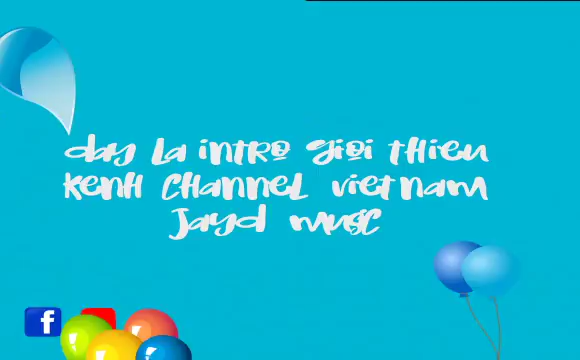 day la intro gioi thieu
kenh channel vietnam
Jayd music
f